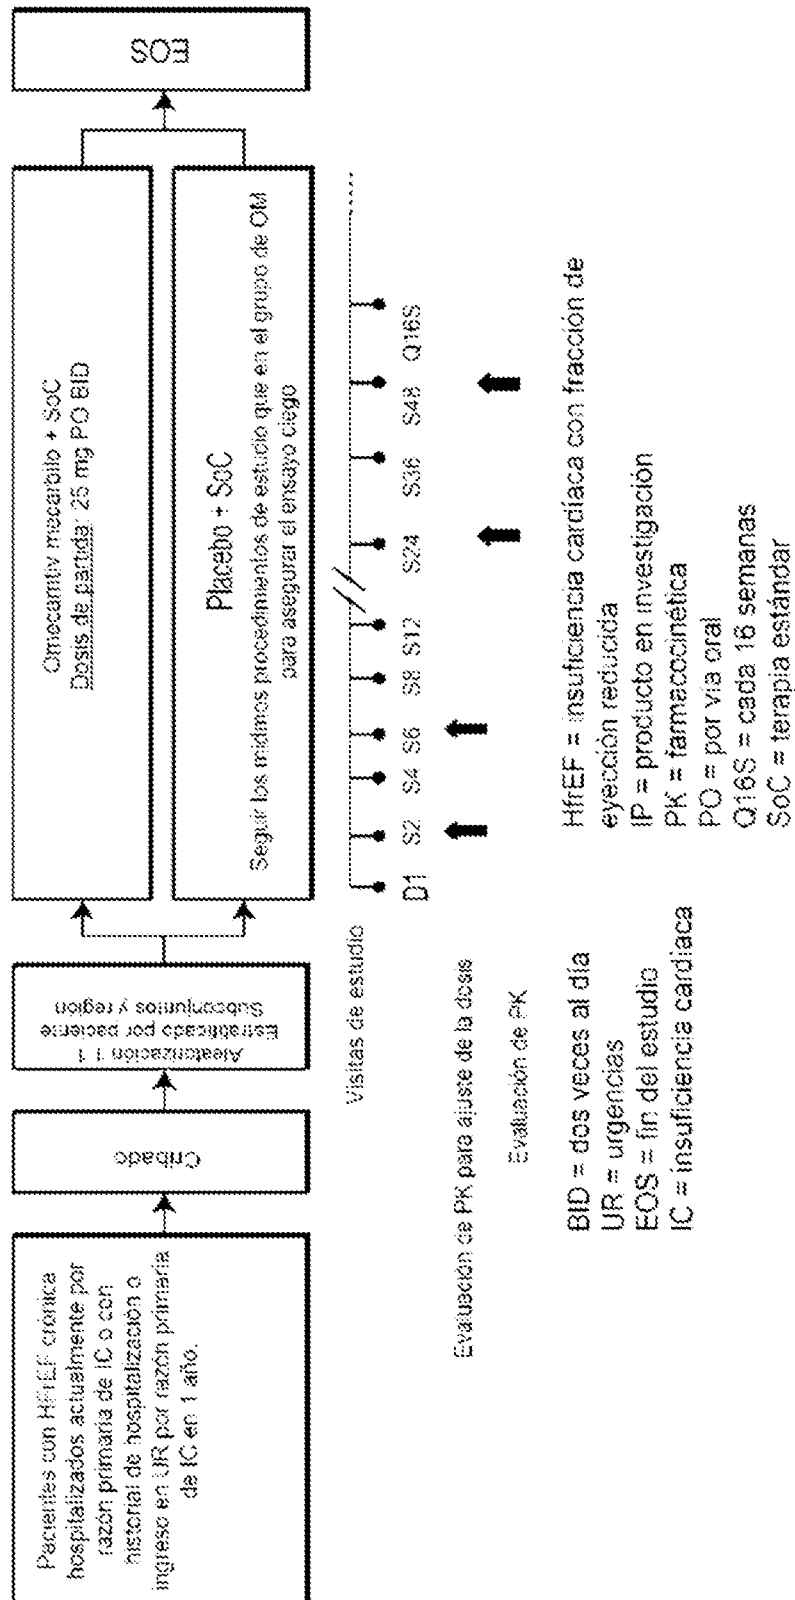 Pacientes con HFrEF crónica
hospitalizados actualmente por
razón primaria de IC o con
historial de hospitalización o
ingreso en UR por razón primaria
de IC en 1 año.
Cribado
Aleatorización 1:1
Estratificado por paciente
Subconjuntos y región
Omecamtiv mecarbilo + SoC
Dosis de partida: 25 mg PO BID
Placebo + SoC
Seguir los midmos procedimientos de estudio que en el grupo de OM
para asegurar el ensayo ciego
EOS
Visitas de estudio
D1 S2 S4 S6 S8 S12 S24 S36 S48 Q16S
Evaluación de PK para ajuste de la dosis
Evaluación de PK
BID = dos veces al día
UR = urgencias
EOS = fin del estudio
IC = insuficiencia cardíaca
HfrEF = insuficiencia cardíaca con fracción de
eyección reducida
IP = producto en investigación
PK = farmacocinética
PO = por vía oral
Q16S = cada 16 semanas
SoC = terapia estándar